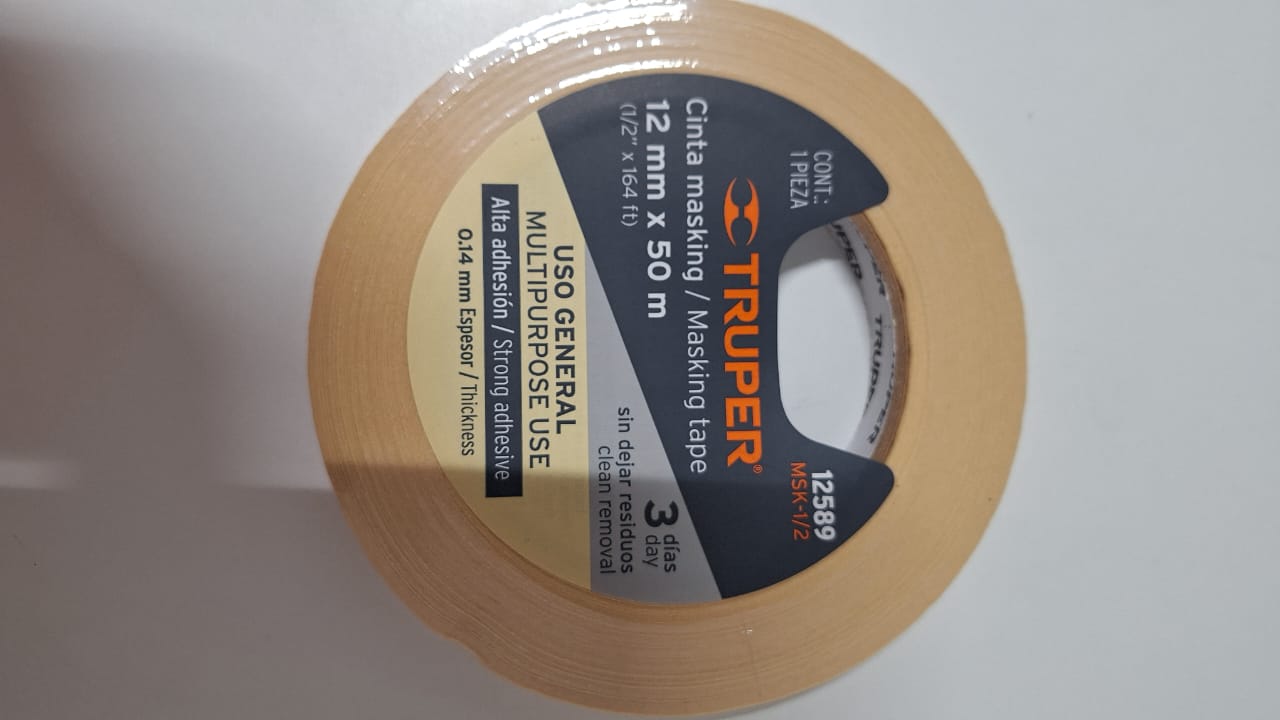 CONT.:
1 PIEZA
12589
MSK-1/2
TRUPER®
Cinta masking / Masking tape
12 mm x 50 m
(1/2" x 164 ft)
3 días
day
sin dejar residuos
clean removal
USO GENERAL
MULTIPURPOSE USE
Alta adhesión / Strong adhesive
0.14 mm Espesor / Thickness
TRUPER